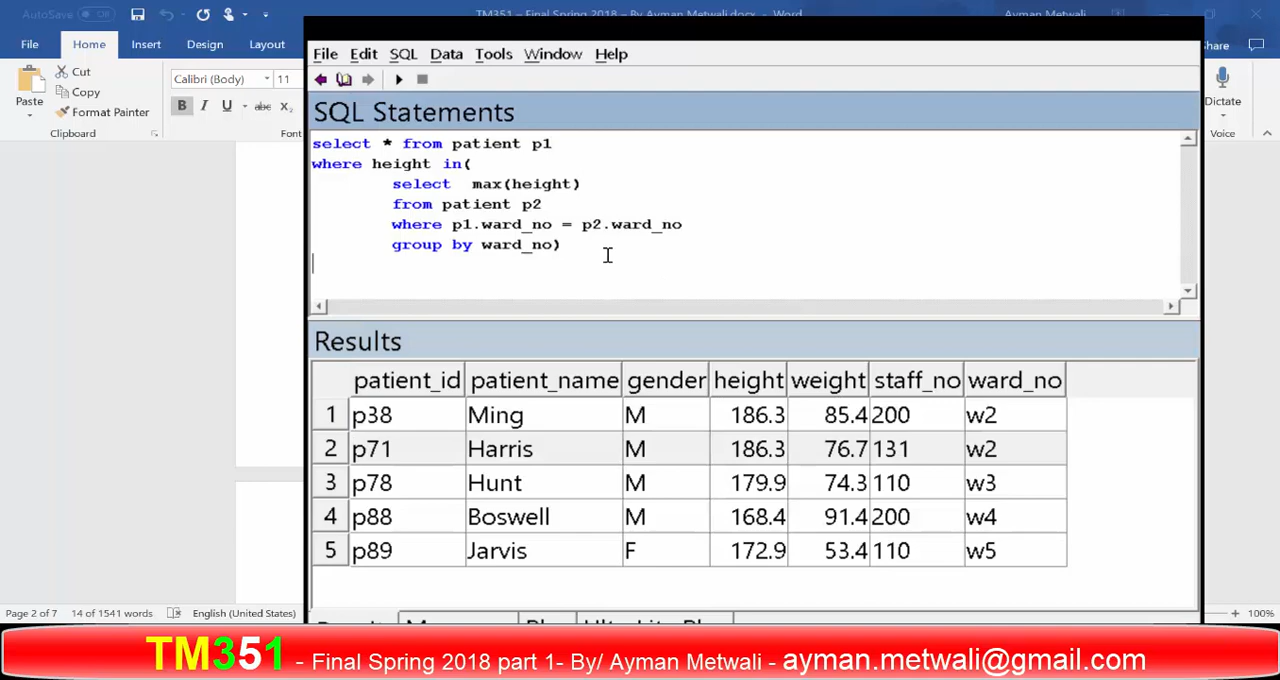 AutoSave Off TM351 – Final Spring 2018 – By Ayman Metwali.docx - Word Ayman Metwali
File Home Insert Design Layout
Share
Paste
Cut
Copy
Format Painter
Clipboard
Calibri (Body) 11
B I U abc
Font
Dictate
Voice
File Edit SQL Data Tools Window Help
SQL Statements
select * from patient p1
where height in(
select max(height)
from patient p2
where p1.ward_no = p2.ward_no
group by ward_no)
Results
patient_id patient_name gender height weight staff_no ward_no
1 p38 Ming M 186.3 85.4 200 w2
2 p71 Harris M 186.3 76.7 131 w2
3 p78 Hunt M 179.9 74.3 110 w3
4 p88 Boswell M 168.4 91.4 200 w4
5 p89 Jarvis F 172.9 53.4 110 w5
Page 2 of 7 14 of 1541 words English (United States) 100%
TM351 - Final Spring 2018 part 1- By/ Ayman Metwali - ayman.metwali@gmail.com